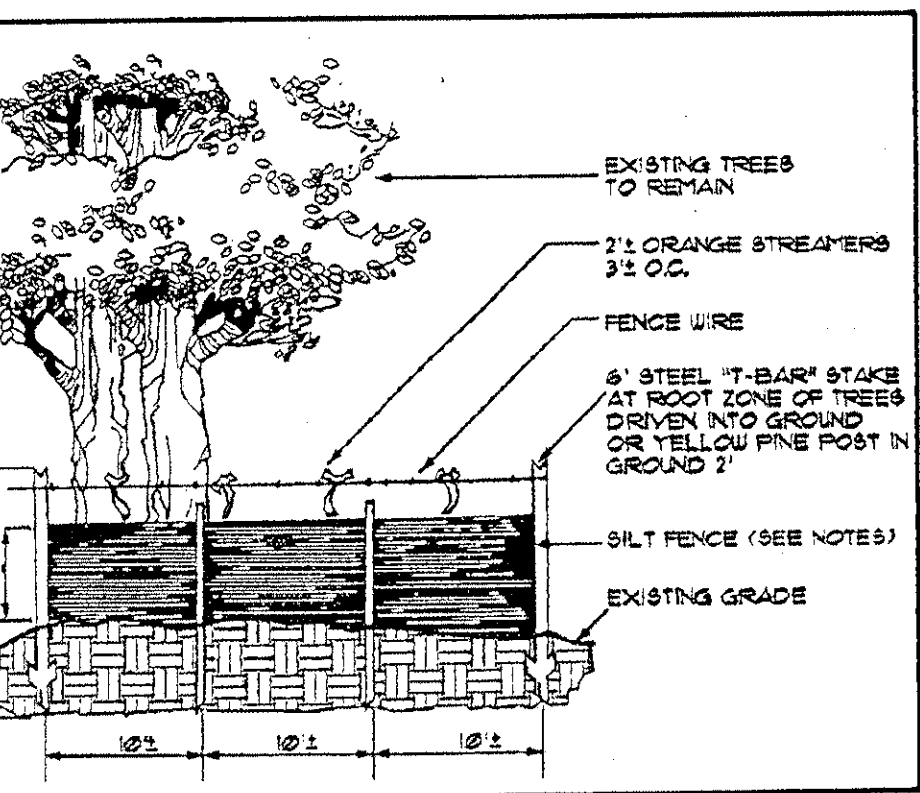 EXISTING TREES
TO REMAIN
2'± ORANGE STREAMERS
3'± O.C.
FENCE WIRE
6' STEEL "T-BAR" STAKE
AT ROOT ZONE OF TREES
DRIVEN INTO GROUND
OR YELLOW PINE POST IN
GROUND 2'
SILT FENCE (SEE NOTES)
EXISTING GRADE
10'± 10'± 10'±